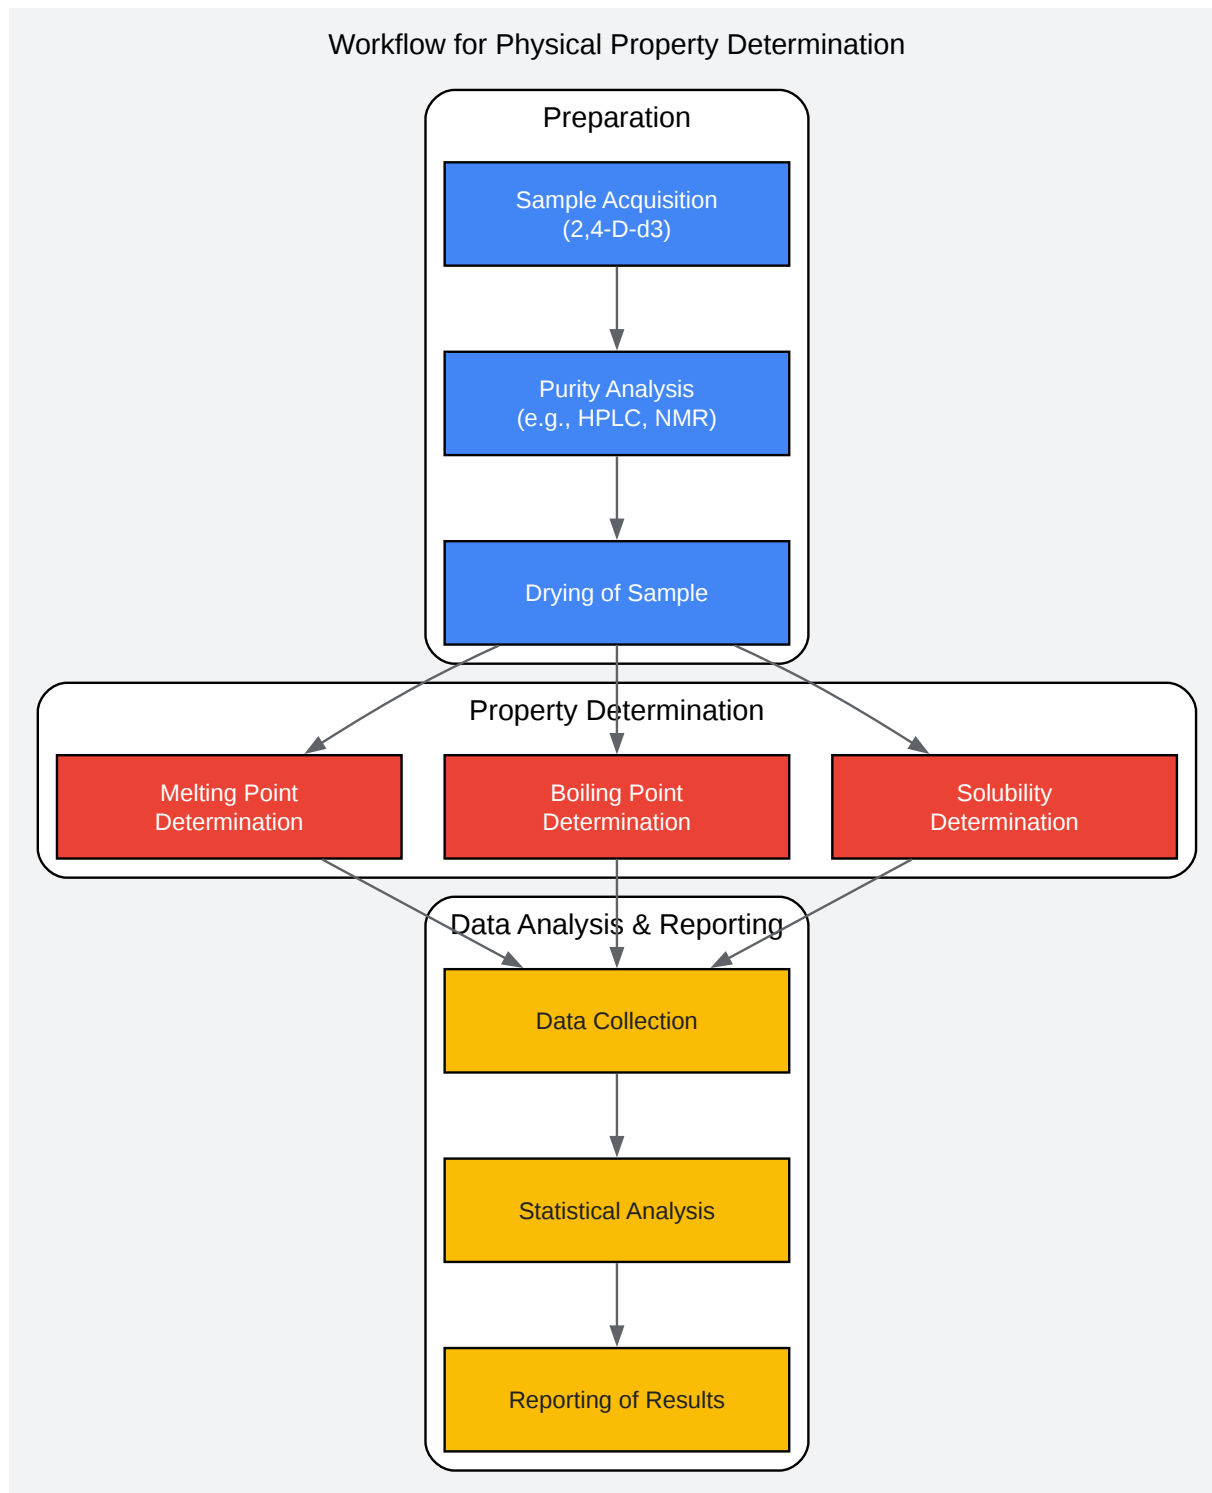 Workflow for Physical Property Determination
Preparation
Sample Acquisition
(2,4-D-d3)
Purity Analysis
(e.g., HPLC, NMR)
Drying of Sample
Property Determination
Melting Point
Determination
Boiling Point
Determination
Solubility
Determination
Data Analysis & Reporting
Data Collection
Statistical Analysis
Reporting of Results